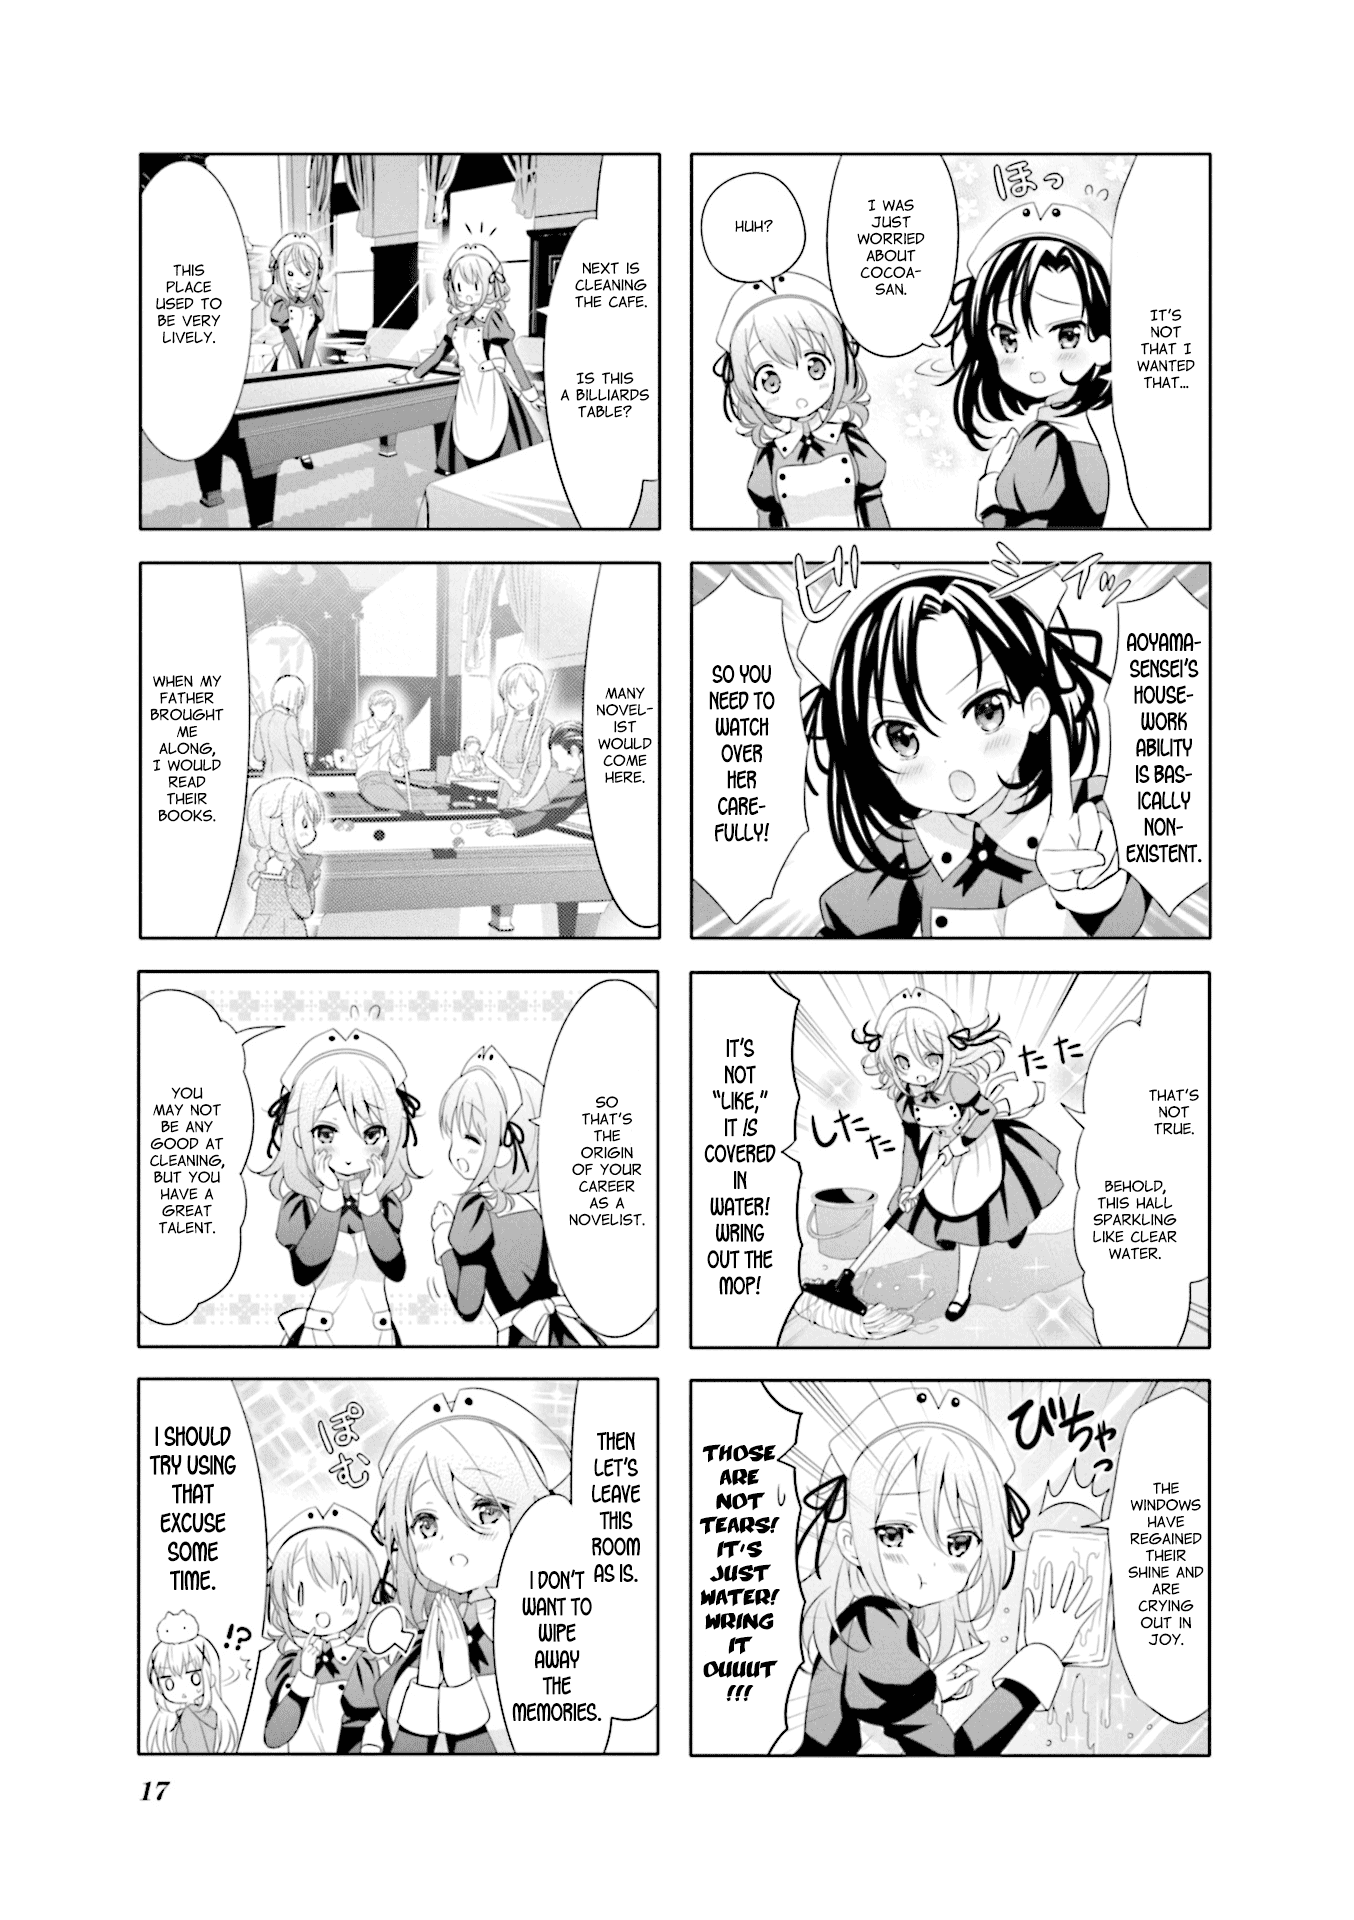 IT'S
NOT
THAT I
WANTED
THAT...
ほっ
I WAS
JUST
WORRIED
ABOUT
COCOA-
SAN.
HUH?
ビシィッ
AOYAMA-
SENSEI'S
HOUSE-
WORK
ABILITY
IS BAS-
ICALLY
NON-
EXISTENT.
SO YOU
NEED TO
WATCH
OVER
HER
CARE-
FULLY!
THAT'S
NOT
TRUE.
BEHOLD,
THIS HALL
SPARKLING
LIKE CLEAR
WATER.
たた
したた
IT'S
NOT
"LIKE,"
IT IS
COVERED
IN
WATER!
WRING
OUT THE
MOP!
THE
WINDOWS
HAVE
REGAINED
THEIR
SHINE AND
ARE
CRYING
OUT IN
JOY.
びちゃっ
THOSE
ARE
NOT
TEARS!
IT'S
JUST
WATER!
WRING
IT
OUUUT
!!!
NEXT IS
CLEANING
THE CAFE.
IS THIS
A BILLIARDS
TABLE?
THIS
PLACE
USED TO
BE VERY
LIVELY.
MANY
NOVEL-
IST
WOULD
COME
HERE.
WHEN MY
FATHER
BROUGHT
ME
ALONG,
I WOULD
READ
THEIR
BOOKS.
SO
THAT'S
THE
ORIGIN
OF YOUR
CAREER
AS A
NOVELIST.
YOU
MAY NOT
BE ANY
GOOD AT
CLEANING,
BUT YOU
HAVE A
GREAT
TALENT.
THEN
LET'S
LEAVE
THIS
ROOM
AS IS.
I DON'T
WANT TO
WIPE
AWAY
THE
MEMORIES.
ぽむ
I SHOULD
TRY USING
THAT
EXCUSE
SOME
TIME.
!?
17